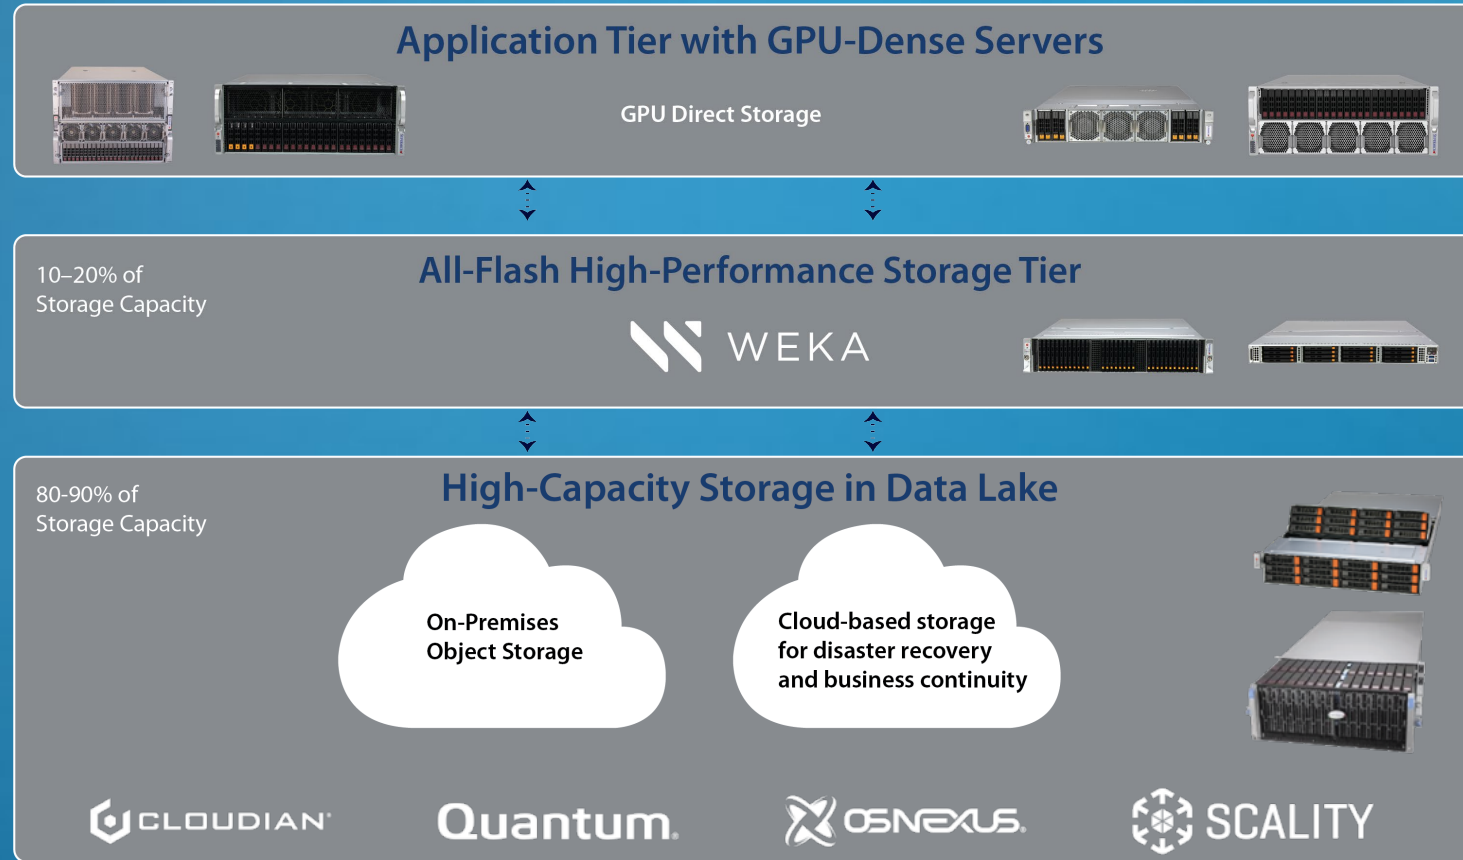 Application Tier with GPU-Dense Servers
GPU Direct Storage
10–20% of
Storage Capacity
All-Flash High-Performance Storage Tier
WEKA
80-90% of
Storage Capacity
High-Capacity Storage in Data Lake
On-Premises
Object Storage
Cloud-based storage
for disaster recovery
and business continuity
CLOUDIAN
Quantum.
OSNEXUS.
SCALITY